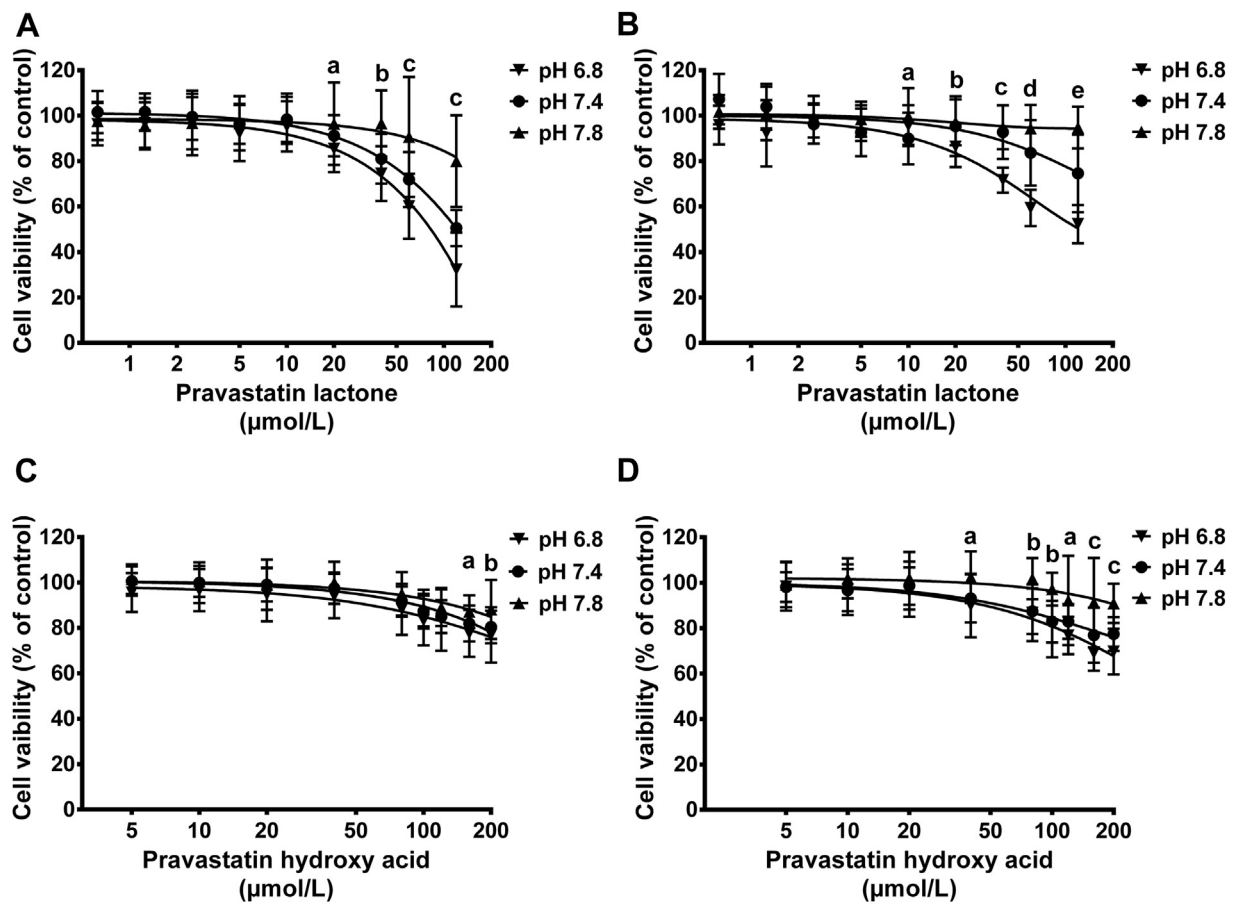 A
Cell vaibility (% of control)
120
100
80
60
40
20
0
a
b
c
c
pH 6.8
pH 7.4
pH 7.8
1
2
5
10
20
50
100
200
Pravastatin lactone
(µmol/L)
B
Cell vaibility (% of control)
120
100
80
60
40
20
0
a
b
c
d
e
pH 6.8
pH 7.4
pH 7.8
1
2
5
10
20
50
100
200
Pravastatin lactone
(µmol/L)
C
Cell vaibility (% of control)
120
100
80
60
40
20
0
a
b
pH 6.8
pH 7.4
pH 7.8
5
10
20
50
100
200
Pravastatin hydroxy acid
(µmol/L)
D
Cell vaibility (% of control)
120
100
80
60
40
20
0
a
b
b
a
c
c
pH 6.8
pH 7.4
pH 7.8
5
10
20
50
100
200
Pravastatin hydroxy acid
(µmol/L)